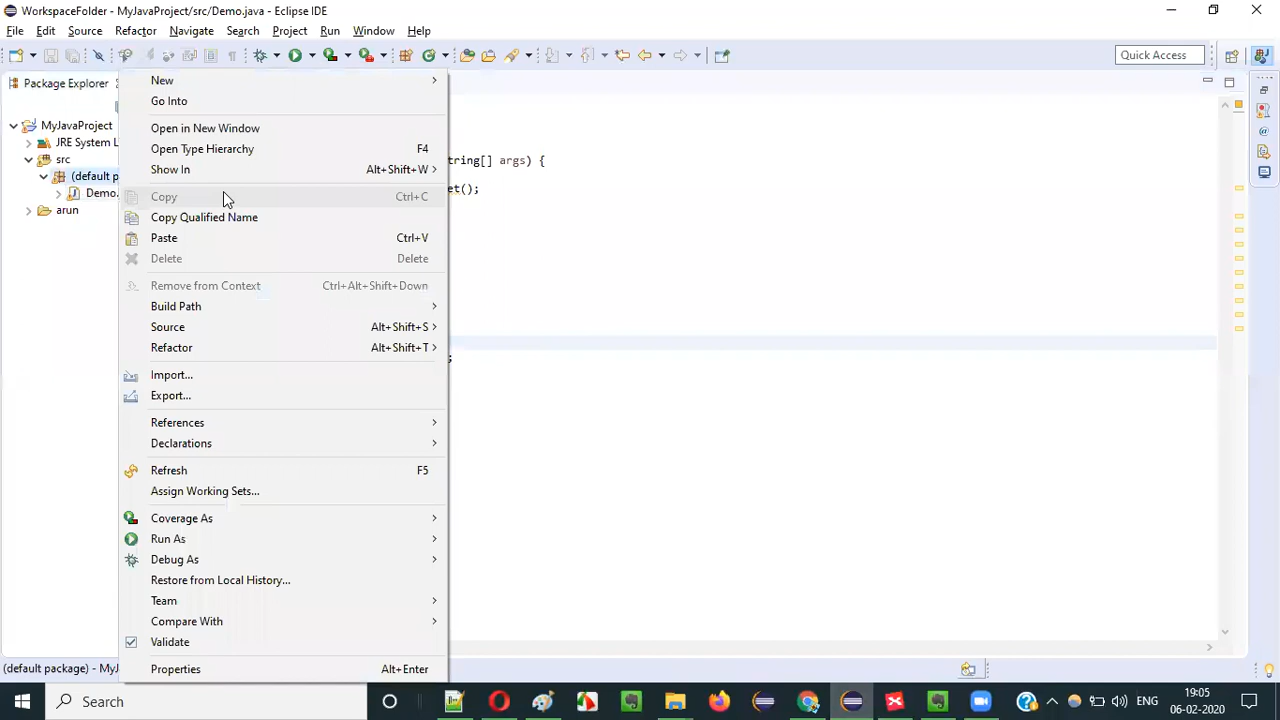 WorkspaceFolder - MyJavaProject/src/Demo.java - Eclipse IDE
File Edit Source Refactor Navigate Search Project Run Window Help
Quick Access
Package Explorer
MyJavaProject
JRE System L
src
(default p
Demo.
arun
New
Go Into
Open in New Window
Open Type Hierarchy F4
Show In Alt+Shift+W
Copy Ctrl+C
Copy Qualified Name
Paste Ctrl+V
Delete Delete
Remove from Context Ctrl+Alt+Shift+Down
Build Path
Source Alt+Shift+S
Refactor Alt+Shift+T
Import...
Export...
References
Declarations
Refresh F5
Assign Working Sets...
Coverage As
Run As
Debug As
Restore from Local History...
Team
Compare With
Validate
Properties Alt+Enter
tring[] args) {
et();
;
(default package) - MyJ
Search
ENG
19:05
06-02-2020